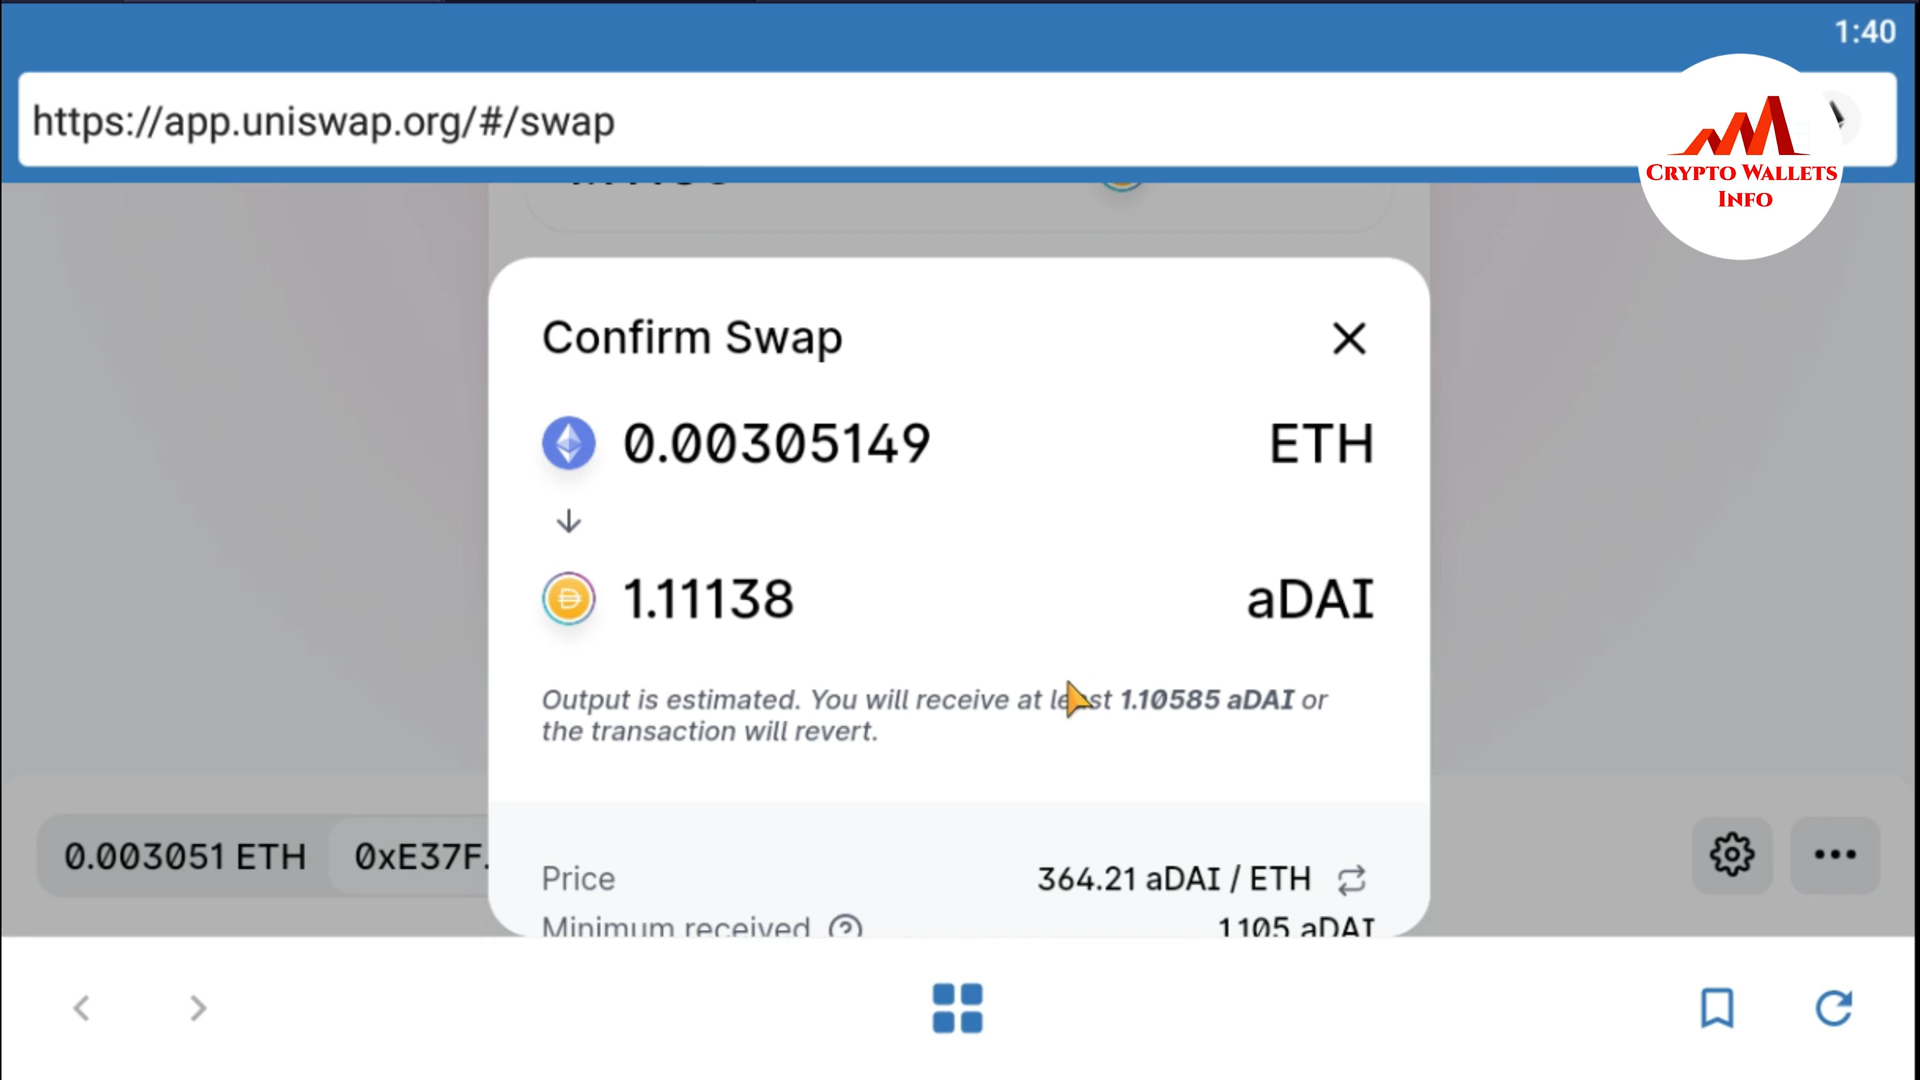 1:40
https://app.uniswap.org/#/swap
CRYPTO WALLETS
INFO
Confirm Swap
0.00305149 ETH
1.11138 aDAI
Output is estimated. You will receive at least 1.10585 aDAI or
the transaction will revert.
0.003051 ETH 0xE37F.
Price 364.21 aDAI / ETH
Minimum received 1.105 aDAI